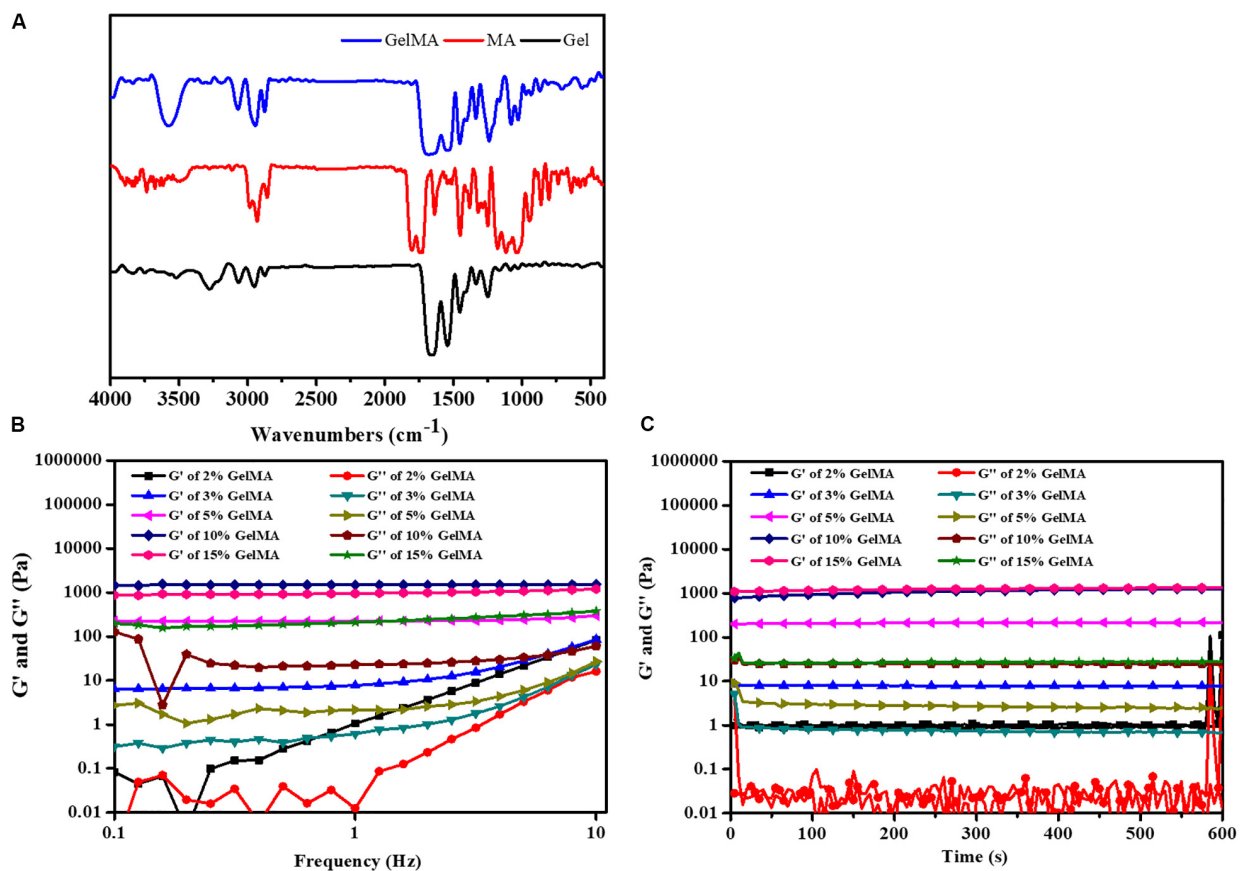 A
GelMA MA Gel
4000 3500 3000 2500 2000 1500 1000 500
Wavenumbers (cm-1)
B
G' and G'' (Pa)
1000000
100000
10000
1000
100
10
1
0.1
0.01
G' of 2% GelMA G'' of 2% GelMA
G' of 3% GelMA G'' of 3% GelMA
G' of 5% GelMA G'' of 5% GelMA
G' of 10% GelMA G'' of 10% GelMA
G' of 15% GelMA G'' of 15% GelMA
0.1 1 10
Frequency (Hz)
C
G' and G'' (Pa)
1000000
100000
10000
1000
100
10
1
0.1
0.01
G' of 2% GelMA G'' of 2% GelMA
G' of 3% GelMA G'' of 3% GelMA
G' of 5% GelMA G'' of 5% GelMA
G' of 10% GelMA G'' of 10% GelMA
G' of 15% GelMA G'' of 15% GelMA
0 100 200 300 400 500 600
Time (s)